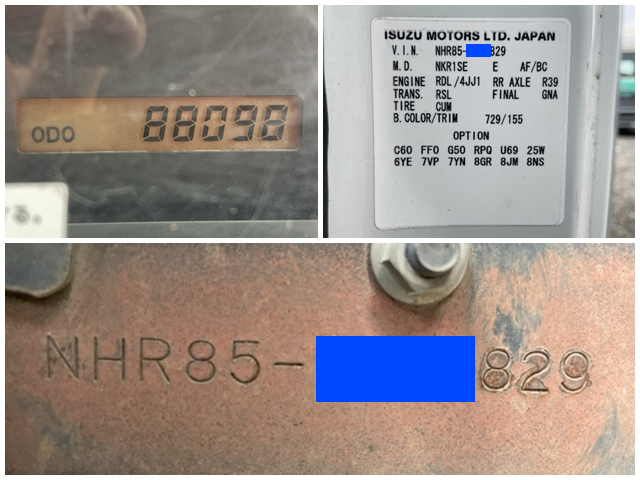 ODO 88098
rs.
ISUZU MOTORS LTD. JAPAN
V.I.N. NHR85- 829
M.D. NKR1SE E AF/BC
ENGINE RDL/4JJ1 RR AXLE R39
TRANS. RSL FINAL GNA
TIRE CUM
B.COLOR/TRIM 729/155
OPTION
C60 FF0 G50 RPQ U69 25W
6YE 7VP 7YN 8GR 8JM 8NS
NHR85- 829